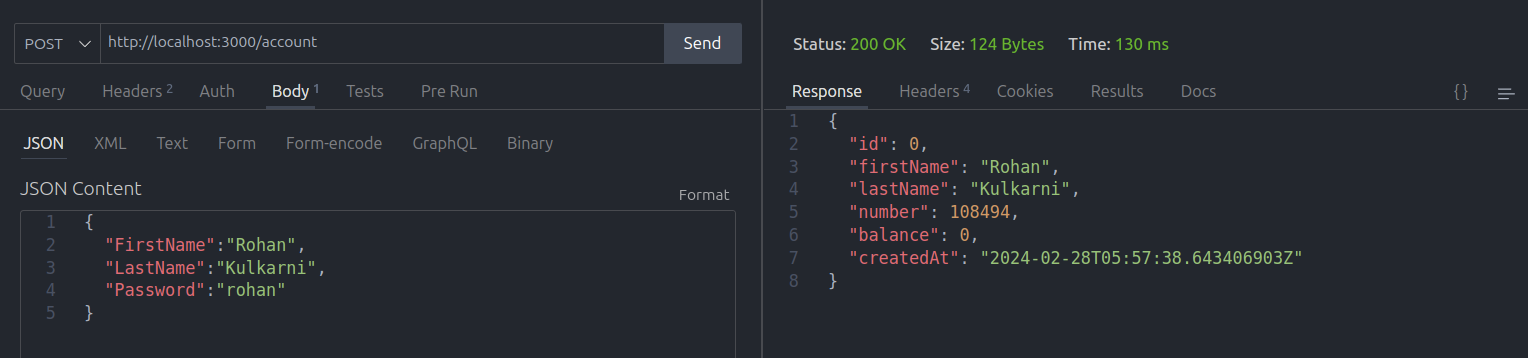 POST http://localhost:3000/account Send
Query Headers 2 Auth Body 1 Tests Pre Run
JSON XML Text Form Form-encode GraphQL Binary
JSON Content
Format
1 {
2 "FirstName":"Rohan",
3 "LastName":"Kulkarni",
4 "Password":"rohan"
5 }
Status: 200 OK Size: 124 Bytes Time: 130 ms
Response Headers 4 Cookies Results Docs {}
1 {
2 "id": 0,
3 "firstName": "Rohan",
4 "lastName": "Kulkarni",
5 "number": 108494,
6 "balance": 0,
7 "createdAt": "2024-02-28T05:57:38.643406903Z"
8 }